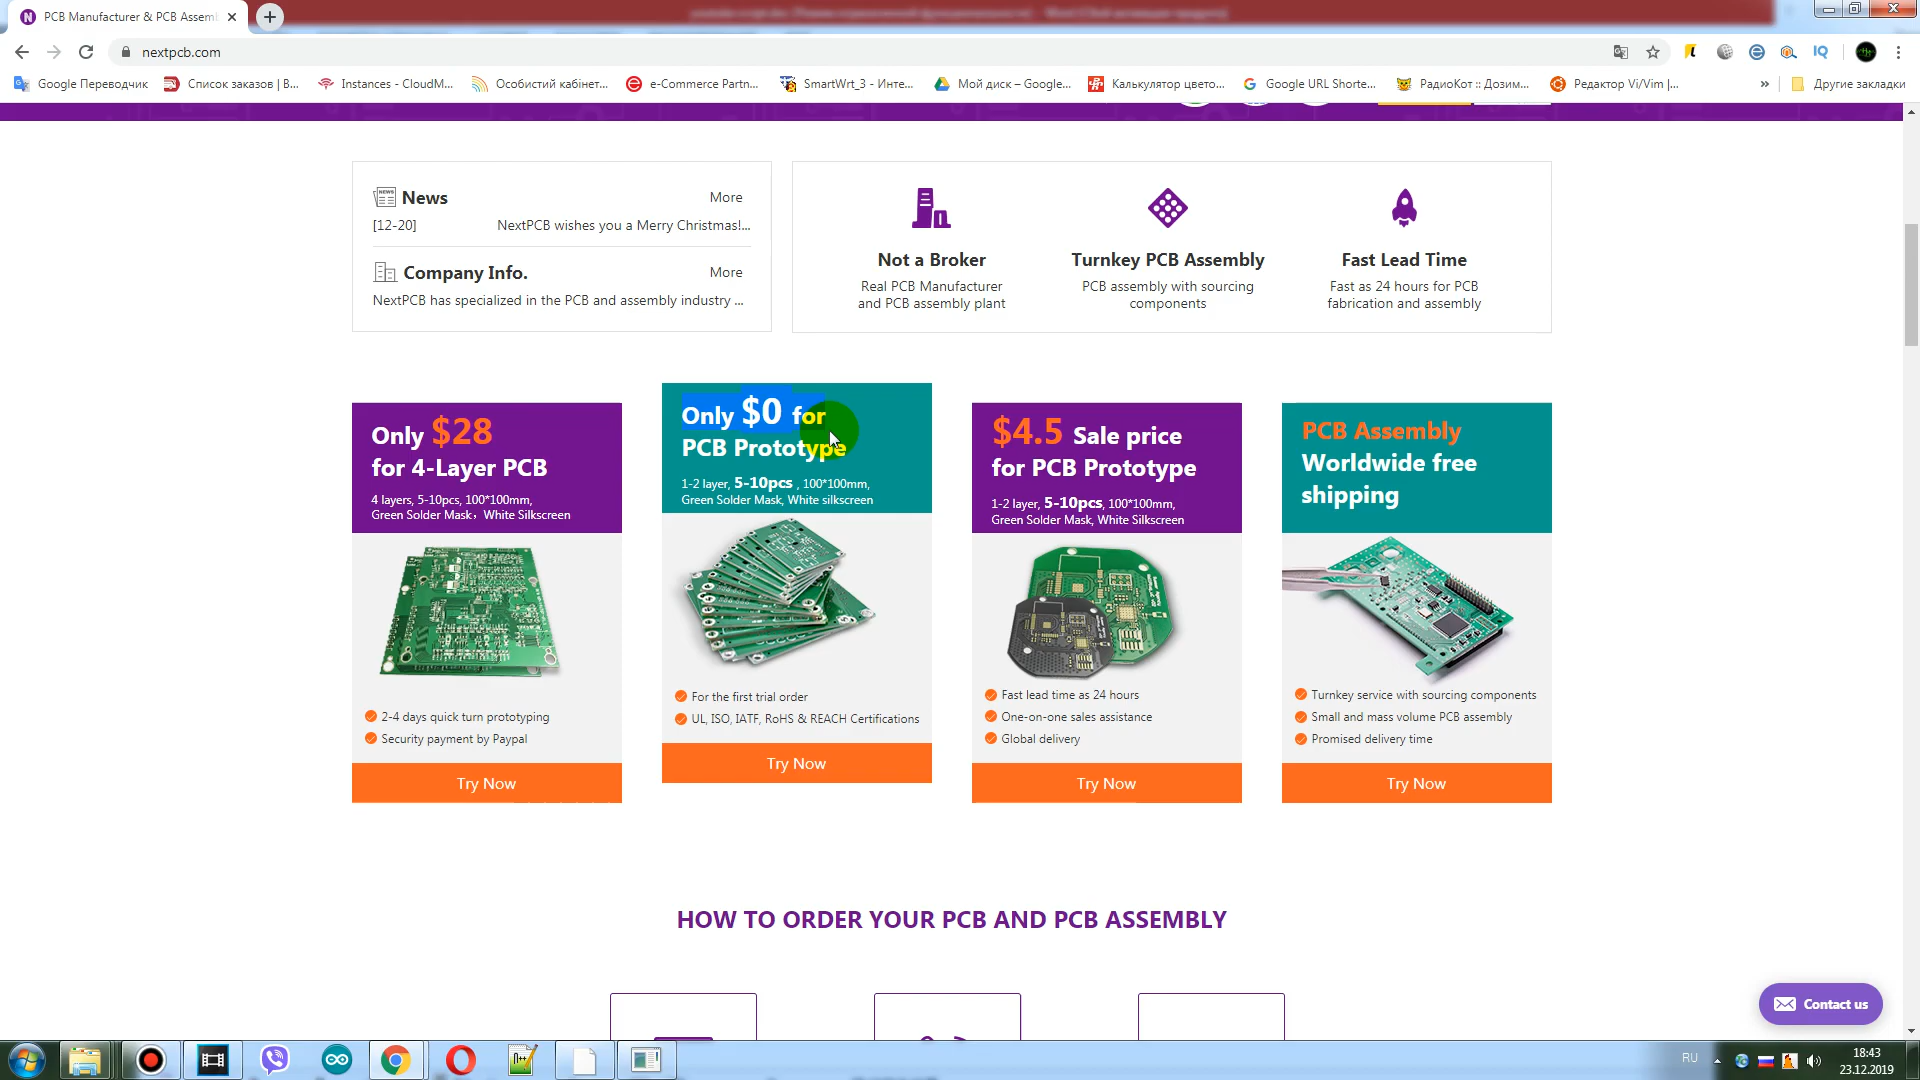 PCB Manufacturer & PCB Assem
nextpcb.com
Google Переводчик
Список заказов | В...
Instances - CloudM...
Особистий кабінет...
e-Commerce Partn...
SmartWrt_3 - Инте...
Мой диск – Google...
Калькулятор цвето...
Google URL Shorte...
РадиоКот :: Дозим...
Редактор Vi/Vim |...
»
Другие закладки
News
More
[12-20]
NextPCB wishes you a Merry Christmas!...
Company Info.
More
NextPCB has specialized in the PCB and assembly industry ...
Not a Broker
Real PCB Manufacturer
and PCB assembly plant
Turnkey PCB Assembly
PCB assembly with sourcing
components
Fast Lead Time
Fast as 24 hours for PCB
fabrication and assembly
Only $28
for 4-Layer PCB
4 layers, 5-10pcs, 100*100mm,
Green Solder Mask，White Silkscreen
2-4 days quick turn prototyping
Security payment by Paypal
Try Now
Only $0 for
PCB Prototype
1-2 layer, 5-10pcs , 100*100mm,
Green Solder Mask, White silkscreen
For the first trial order
UL, ISO, IATF, RoHS & REACH Certifications
Try Now
$4.5 Sale price
for PCB Prototype
1-2 layer, 5-10pcs, 100*100mm,
Green Solder Mask, White Silkscreen
Fast lead time as 24 hours
One-on-one sales assistance
Global delivery
Try Now
PCB Assembly
Worldwide free
shipping
Turnkey service with sourcing components
Small and mass volume PCB assembly
Promised delivery time
Try Now
HOW TO ORDER YOUR PCB AND PCB ASSEMBLY
Contact us
RU
18:43
23.12.2019